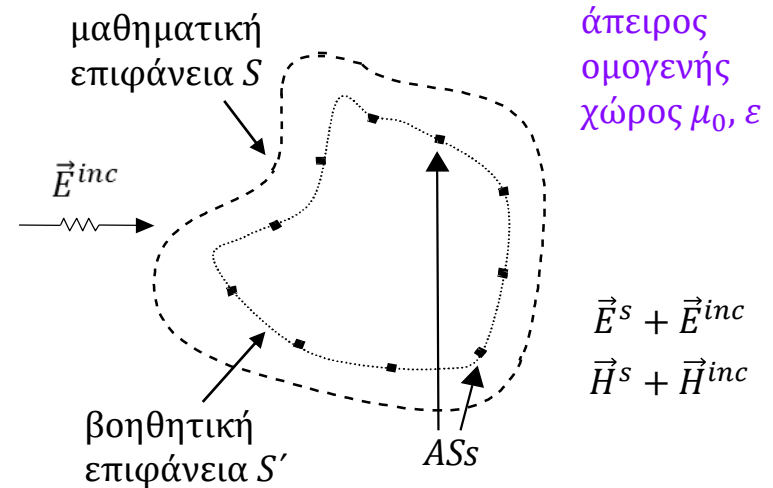 μαθηματική
επιφάνεια S
άπειρος
ομογενής
χώρος μ₀, ε
E⃗^{inc}
E⃗^{s} + E⃗^{inc}
H⃗^{s} + H⃗^{inc}
βοηθητική
επιφάνεια S′
ASs